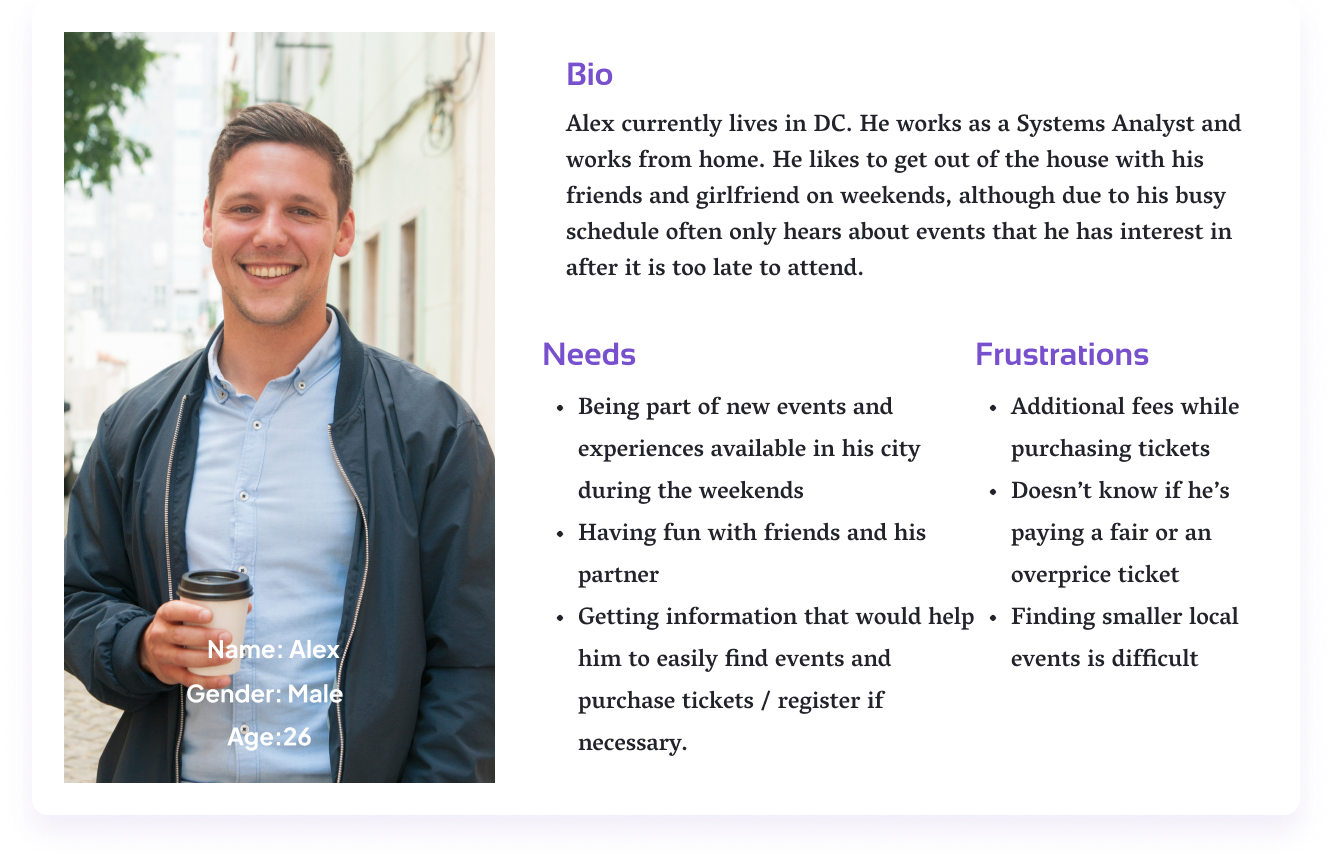 Bio
Alex currently lives in DC. He works as a Systems Analyst and
works from home. He likes to get out of the house with his
friends and girlfriend on weekends, although due to his busy
schedule often only hears about events that he has interest in
after it is too late to attend.
Needs
• Being part of new events and
experiences available in his city
during the weekends
• Having fun with friends and his
partner
• Getting information that would help
him to easily find events and
purchase tickets / register if
necessary.
Frustrations
• Additional fees while
purchasing tickets
• Doesn’t know if he’s
paying a fair or an
overprice ticket
• Finding smaller local
events is difficult
Name: Alex
Gender: Male
Age:26